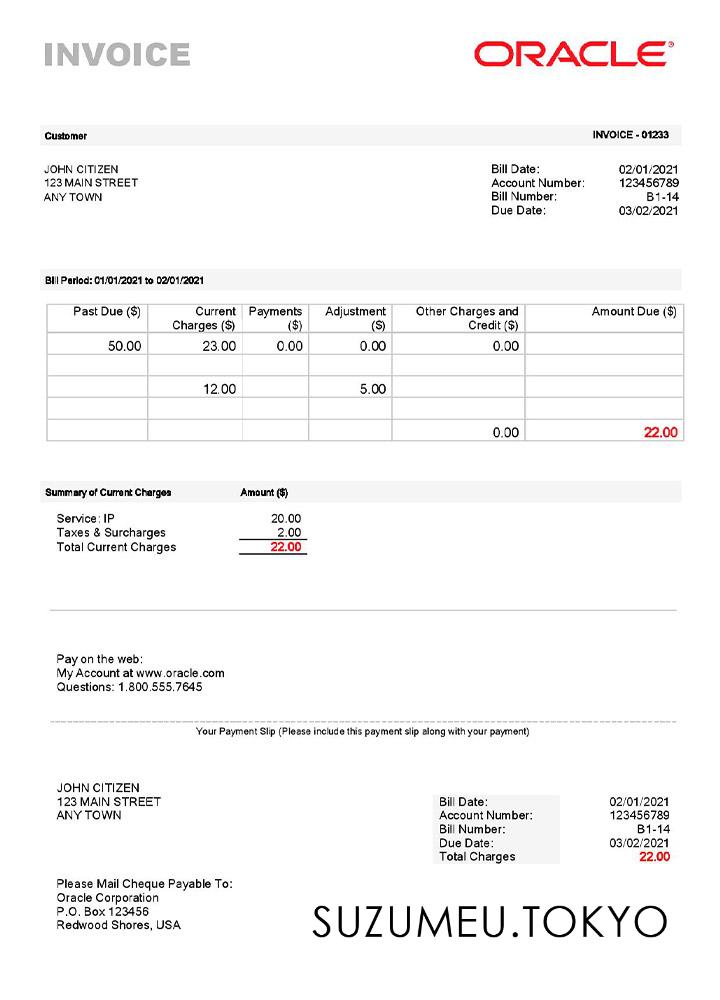 INVOICE
ORACLE®
Customer INVOICE - 01233
JOHN CITIZEN
123 MAIN STREET
ANY TOWN
Bill Date: 02/01/2021
Account Number: 123456789
Bill Number: B1-14
Due Date: 03/02/2021
Bill Period: 01/01/2021 to 02/01/2021
Past Due ($) Current Charges ($) Payments ($) Adjustment ($) Other Charges and Credit ($) Amount Due ($)
50.00 23.00 0.00 0.00 0.00
12.00 5.00
0.00 22.00
Summary of Current Charges Amount ($)
Service: IP 20.00
Taxes & Surcharges 2.00
Total Current Charges 22.00
Pay on the web:
My Account at www.oracle.com
Questions: 1.800.555.7645
Your Payment Slip (Please include this payment slip along with your payment)
JOHN CITIZEN
123 MAIN STREET
ANY TOWN
Bill Date: 02/01/2021
Account Number: 123456789
Bill Number: B1-14
Due Date: 03/02/2021
Total Charges 22.00
Please Mail Cheque Payable To:
Oracle Corporation
P.O. Box 123456
Redwood Shores, USA
SUZUMEU.TOKYO